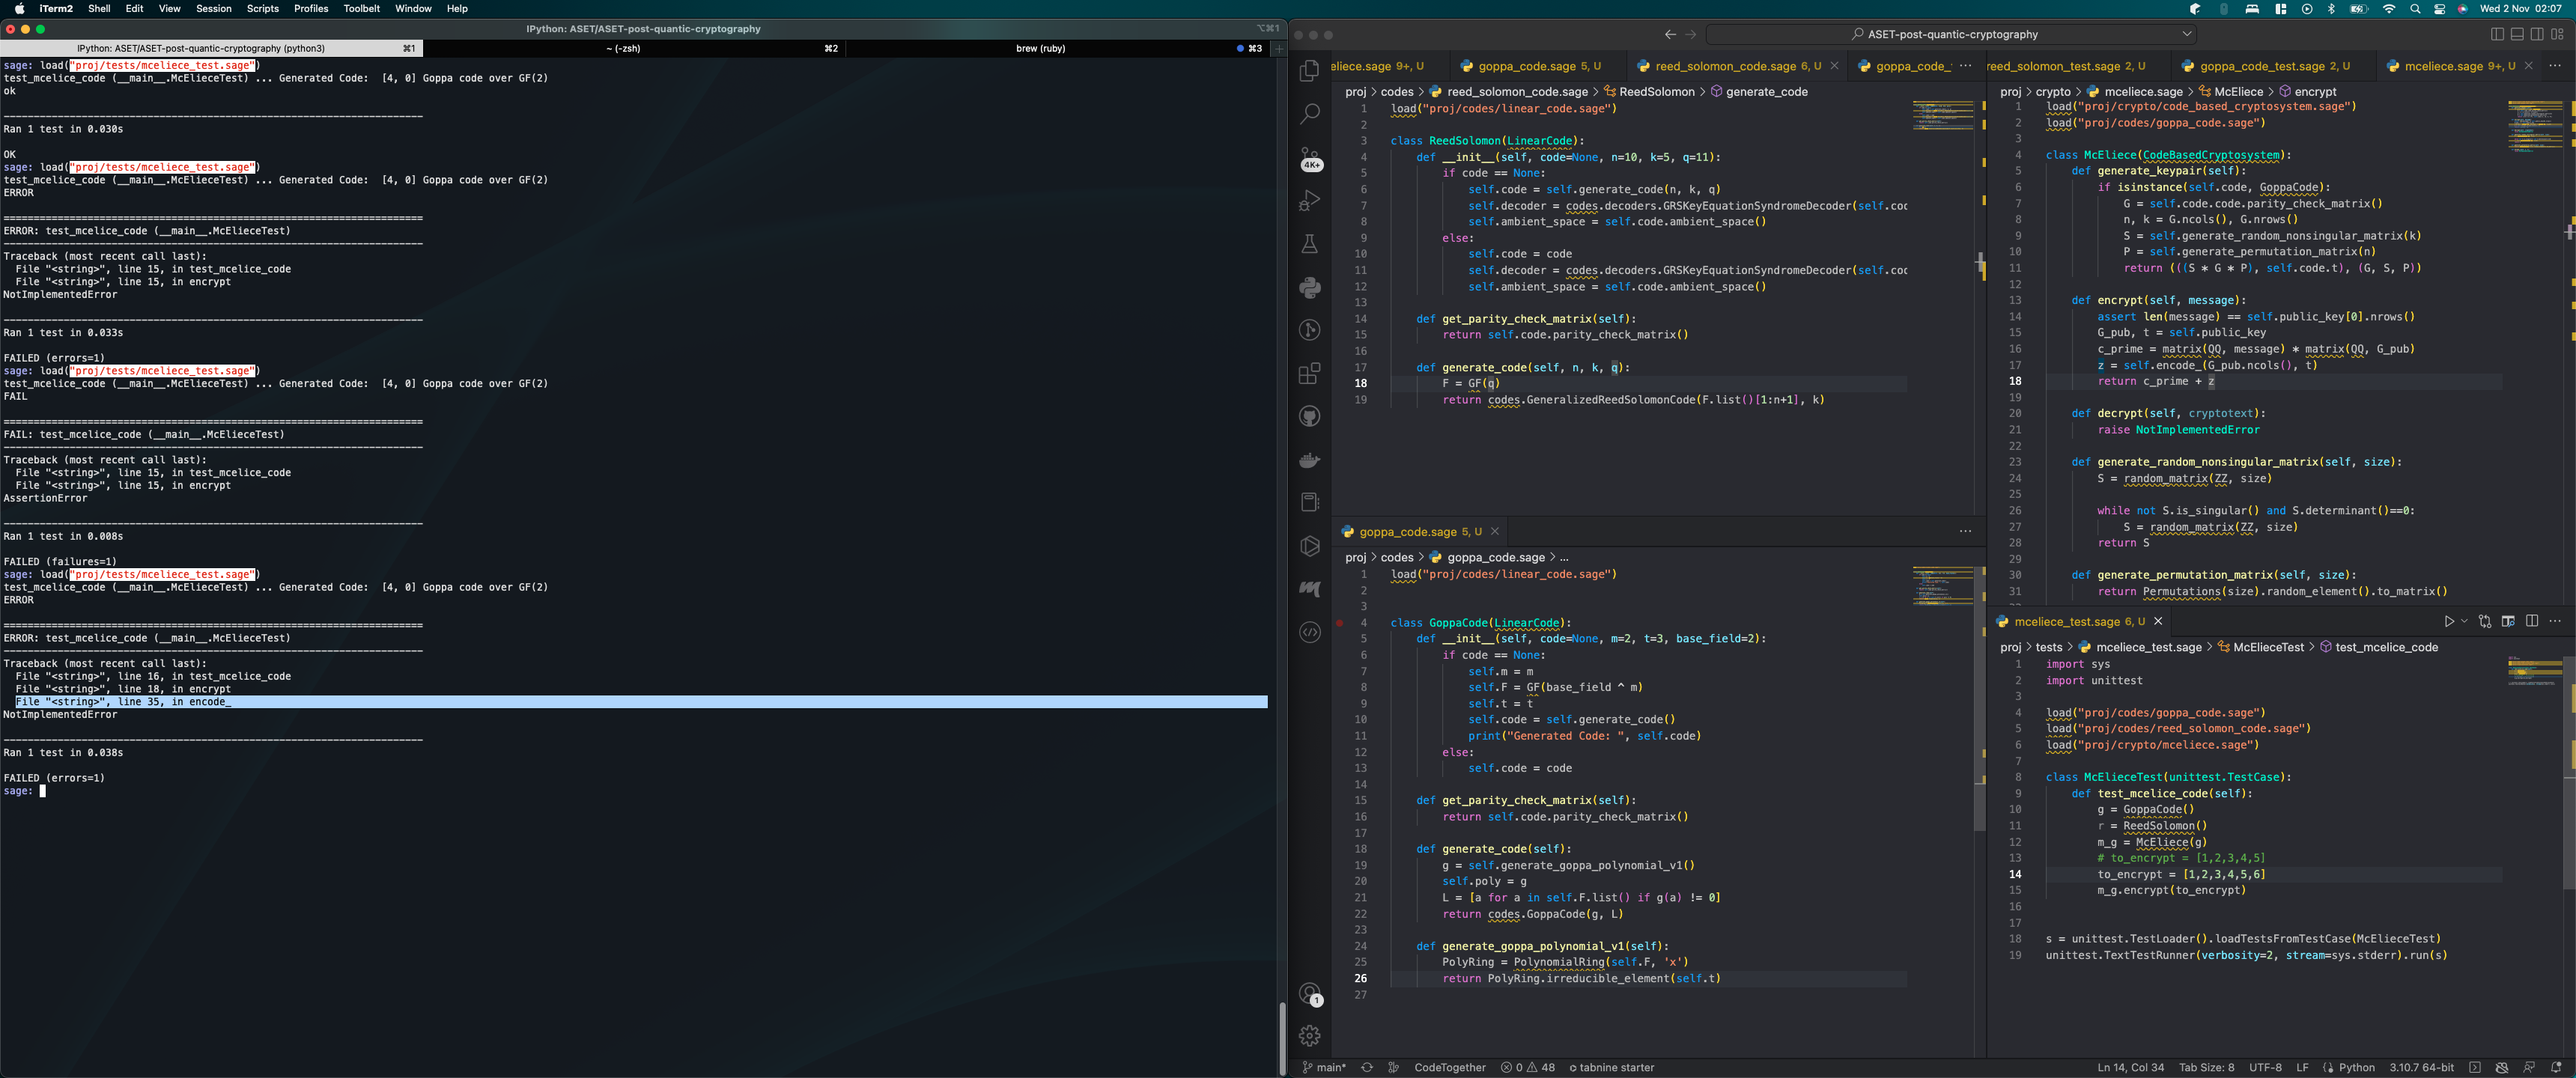 iTerm2 Shell Edit View Session Scripts Profiles Toolbelt Window Help
Wed 2 Nov 02:07
IPython: ASET/ASET-post-quantic-cryptography
⌥⌘1
IPython: ASET/ASET-post-quantic-cryptography (python3) ⌘1
~ (-zsh) ⌘2
brew (ruby) ⌘3
sage: load("proj/tests/mceliece_test.sage")
test_mcelice_code (__main__.McElieceTest) ... Generated Code:  [4, 0] Goppa code over GF(2)
ok
----------------------------------------------------------------------
Ran 1 test in 0.030s
OK
sage: load("proj/tests/mceliece_test.sage")
test_mcelice_code (__main__.McElieceTest) ... Generated Code:  [4, 0] Goppa code over GF(2)
ERROR
======================================================================
ERROR: test_mcelice_code (__main__.McElieceTest)
----------------------------------------------------------------------
Traceback (most recent call last):
  File "<string>", line 15, in test_mcelice_code
  File "<string>", line 15, in encrypt
NotImplementedError
----------------------------------------------------------------------
Ran 1 test in 0.033s
FAILED (errors=1)
sage: load("proj/tests/mceliece_test.sage")
test_mcelice_code (__main__.McElieceTest) ... Generated Code:  [4, 0] Goppa code over GF(2)
FAIL
======================================================================
FAIL: test_mcelice_code (__main__.McElieceTest)
----------------------------------------------------------------------
Traceback (most recent call last):
  File "<string>", line 15, in test_mcelice_code
  File "<string>", line 15, in encrypt
AssertionError
----------------------------------------------------------------------
Ran 1 test in 0.008s
FAILED (failures=1)
sage: load("proj/tests/mceliece_test.sage")
test_mcelice_code (__main__.McElieceTest) ... Generated Code:  [4, 0] Goppa code over GF(2)
ERROR
======================================================================
ERROR: test_mcelice_code (__main__.McElieceTest)
----------------------------------------------------------------------
Traceback (most recent call last):
  File "<string>", line 16, in test_mcelice_code
  File "<string>", line 18, in encrypt
  File "<string>", line 35, in encode_
NotImplementedError
----------------------------------------------------------------------
Ran 1 test in 0.038s
FAILED (errors=1)
sage:
ASET-post-quantic-cryptography
4K+
1
eliece.sage 9+, U
goppa_code.sage 5, U
reed_solomon_code.sage 6, U
goppa_code_
proj > codes > reed_solomon_code.sage > ReedSolomon > generate_code
1 load("proj/codes/linear_code.sage")
2
3 class ReedSolomon(LinearCode):
4     def __init__(self, code=None, n=10, k=5, q=11):
5         if code == None:
6             self.code = self.generate_code(n, k, q)
7             self.decoder = codes.decoders.GRSKeyEquationSyndromeDecoder(self.coc
8             self.ambient_space = self.code.ambient_space()
9         else:
10             self.code = code
11             self.decoder = codes.decoders.GRSKeyEquationSyndromeDecoder(self.coc
12             self.ambient_space = self.code.ambient_space()
13
14     def get_parity_check_matrix(self):
15         return self.code.parity_check_matrix()
16
17     def generate_code(self, n, k, q):
18         F = GF(q)
19         return codes.GeneralizedReedSolomonCode(F.list()[1:n+1], k)
goppa_code.sage 5, U
proj > codes > goppa_code.sage > ...
1 load("proj/codes/linear_code.sage")
2
3
4 class GoppaCode(LinearCode):
5     def __init__(self, code=None, m=2, t=3, base_field=2):
6         if code == None:
7             self.m = m
8             self.F = GF(base_field ^ m)
9             self.t = t
10             self.code = self.generate_code()
11             print("Generated Code: ", self.code)
12         else:
13             self.code = code
14
15     def get_parity_check_matrix(self):
16         return self.code.parity_check_matrix()
17
18     def generate_code(self):
19         g = self.generate_goppa_polynomial_v1()
20         self.poly = g
21         L = [a for a in self.F.list() if g(a) != 0]
22         return codes.GoppaCode(g, L)
23
24     def generate_goppa_polynomial_v1(self):
25         PolyRing = PolynomialRing(self.F, 'x')
26         return PolyRing.irreducible_element(self.t)
27
reed_solomon_test.sage 2, U
goppa_code_test.sage 2, U
mceliece.sage 9+, U
proj > crypto > mceliece.sage > McEliece > encrypt
1 load("proj/crypto/code_based_cryptosystem.sage")
2 load("proj/codes/goppa_code.sage")
3
4 class McEliece(CodeBasedCryptosystem):
5     def generate_keypair(self):
6         if isinstance(self.code, GoppaCode):
7             G = self.code.code.parity_check_matrix()
8             n, k = G.ncols(), G.nrows()
9             S = self.generate_random_nonsingular_matrix(k)
10             P = self.generate_permutation_matrix(n)
11             return (((S * G * P), self.code.t), (G, S, P))
12
13     def encrypt(self, message):
14         assert len(message) == self.public_key[0].nrows()
15         G_pub, t = self.public_key
16         c_prime = matrix(QQ, message) * matrix(QQ, G_pub)
17         z = self.encode_(G_pub.ncols(), t)
18         return c_prime + z
19
20     def decrypt(self, cryptotext):
21         raise NotImplementedError
22
23     def generate_random_nonsingular_matrix(self, size):
24         S = random_matrix(ZZ, size)
25
26         while not S.is_singular() and S.determinant()==0:
27             S = random_matrix(ZZ, size)
28         return S
29
30     def generate_permutation_matrix(self, size):
31         return Permutations(size).random_element().to_matrix()
mceliece_test.sage 6, U
proj > tests > mceliece_test.sage > McElieceTest > test_mcelice_code
1 import sys
2 import unittest
3
4 load("proj/codes/goppa_code.sage")
5 load("proj/codes/reed_solomon_code.sage")
6 load("proj/crypto/mceliece.sage")
7
8 class McElieceTest(unittest.TestCase):
9     def test_mcelice_code(self):
10         g = GoppaCode()
11         r = ReedSolomon()
12         m_g = McEliece(g)
13         # to_encrypt = [1,2,3,4,5]
14         to_encrypt = [1,2,3,4,5,6]
15         m_g.encrypt(to_encrypt)
16
17
18 s = unittest.TestLoader().loadTestsFromTestCase(McElieceTest)
19 unittest.TextTestRunner(verbosity=2, stream=sys.stderr).run(s)
main* CodeTogether 0 48 tabnine starter
Ln 14, Col 34 Tab Size: 8 UTF-8 LF Python 3.10.7 64-bit